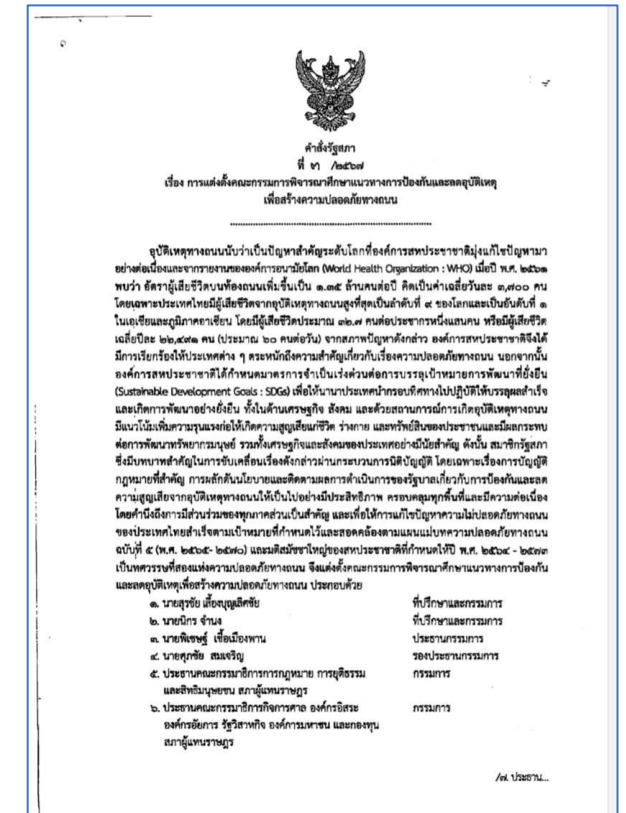 คำสั่งรัฐสภา
ที่ ๒๑ /๒๕๖๗
เรื่อง การแต่งตั้งคณะกรรมการพิจารณาศึกษาแนวทางการป้องกันและลดอุบัติเหตุ
เพื่อสร้างความปลอดภัยทางถนน
อุบัติเหตุทางถนนนับว่าเป็นปัญหาสำคัญระดับโลกที่องค์การสหประชาชาติมุ่งแก้ไขปัญหามา
อย่างต่อเนื่องและจากรายงานขององค์การอนามัยโลก (World Health Organization : WHO) เมื่อปี พ.ศ. ๒๕๖๑
พบว่า อัตราผู้เสียชีวิตบนท้องถนนเพิ่มขึ้นเป็น ๑.๓๕ ล้านคนต่อปี คิดเป็นค่าเฉลี่ยวันละ ๓,๗๐๐ คน
โดยเฉพาะประเทศไทยมีผู้เสียชีวิตจากอุบัติเหตุทางถนนสูงที่สุดเป็นลำดับที่ ๙ ของโลกและเป็นอันดับที่ ๑
ในเอเชียและภูมิภาคอาเซียน โดยมีผู้เสียชีวิตประมาณ ๓๒.๗ คนต่อประชากรหนึ่งแสนคน หรือมีผู้เสียชีวิต
เฉลี่ยปีละ ๒๒,๔๙๑ คน (ประมาณ ๖๐ คนต่อวัน) จากสภาพปัญหาดังกล่าว องค์การสหประชาชาติจึงได้
มีการเรียกร้องให้ประเทศต่าง ๆ ตระหนักถึงความสำคัญเกี่ยวกับเรื่องความปลอดภัยทางถนน นอกจากนั้น
องค์การสหประชาชาติได้กำหนดมาตรการจำเป็นเร่งด่วนต่อการบรรลุเป้าหมายการพัฒนาที่ยั่งยืน
(Sustainable Development Goals : SDGs) เพื่อให้นานาประเทศนำกรอบทิศทางไปปฏิบัติให้บรรลุผลสำเร็จ
และเกิดการพัฒนาอย่างยั่งยืน ทั้งในด้านเศรษฐกิจ สังคม และด้วยสถานการณ์การเกิดอุบัติเหตุทางถนน
มีแนวโน้มเพิ่มความรุนแรงก่อให้เกิดความสูญเสียแก่ชีวิต ร่างกาย และทรัพย์สินของประชาชนและมีผลกระทบ
ต่อการพัฒนาทรัพยากรมนุษย์ รวมทั้งเศรษฐกิจและสังคมของประเทศอย่างมีนัยสำคัญ ดังนั้น สมาชิกรัฐสภา
ซึ่งมีบทบาทสำคัญในการขับเคลื่อนเรื่องดังกล่าวผ่านกระบวนการนิติบัญญัติ โดยเฉพาะเรื่องการบัญญัติ
กฎหมายที่สำคัญ การผลักดันนโยบายและติดตามผลการดำเนินการของรัฐบาลเกี่ยวกับการป้องกันและลด
ความสูญเสียจากอุบัติเหตุทางถนนให้เป็นไปอย่างมีประสิทธิภาพ ครอบคลุมทุกพื้นที่และมีความต่อเนื่อง
โดยคำนึงถึงการมีส่วนร่วมของทุกภาคส่วนเป็นสำคัญ และเพื่อให้การแก้ไขปัญหาความไม่ปลอดภัยทางถนน
ของประเทศไทยสำเร็จตามเป้าหมายที่กำหนดไว้และสอดคล้องตามแผนแม่บทความปลอดภัยทางถนน
ฉบับที่ ๕ (พ.ศ. ๒๕๖๕- ๒๕๗๐) และมติสมัชชาใหญ่ของสหประชาชาติที่กำหนดให้ปี พ.ศ. ๒๕๖๔ - ๒๕๗๓
เป็นทศวรรษที่สองแห่งความปลอดภัยทางถนน จึงแต่งตั้งคณะกรรมการพิจารณาศึกษาแนวทางการป้องกัน
และลดอุบัติเหตุเพื่อสร้างความปลอดภัยทางถนน ประกอบด้วย
๑. นายสุรชัย เลี้ยงบุญเลิศชัย ที่ปรึกษาและกรรมการ
๒. นายนิกร จำนง ที่ปรึกษาและกรรมการ
๓. นายพิเชษฐ์ เชื้อเมืองพาน ประธานกรรมการ
๔. นายศุภชัย สมเจริญ รองประธานกรรมการ
๕. ประธานคณะกรรมาธิการการกฎหมาย การยุติธรรม กรรมการ
และสิทธิมนุษยชน สภาผู้แทนราษฎร
๖. ประธานคณะกรรมาธิการกิจการศาล องค์กรอิสระ กรรมการ
องค์กรอัยการ รัฐวิสาหกิจ องค์การมหาชน และกองทุน
สภาผู้แทนราษฎร
/๗. ประธาน...